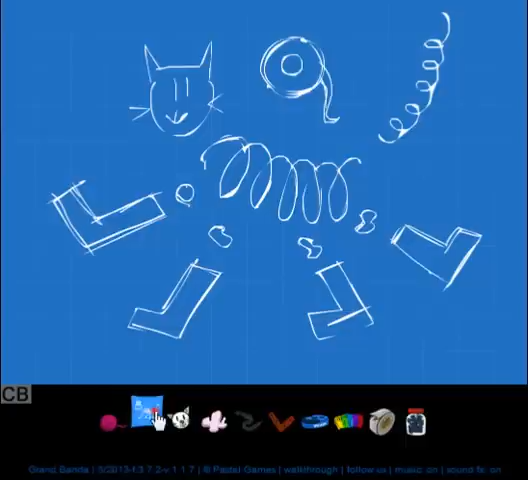 CB
Grand Bandits | 5/2013-f3.7.2-v.1.1.7 | © Pastel Games | walkthrough | follow us | music: on | sound fx: on